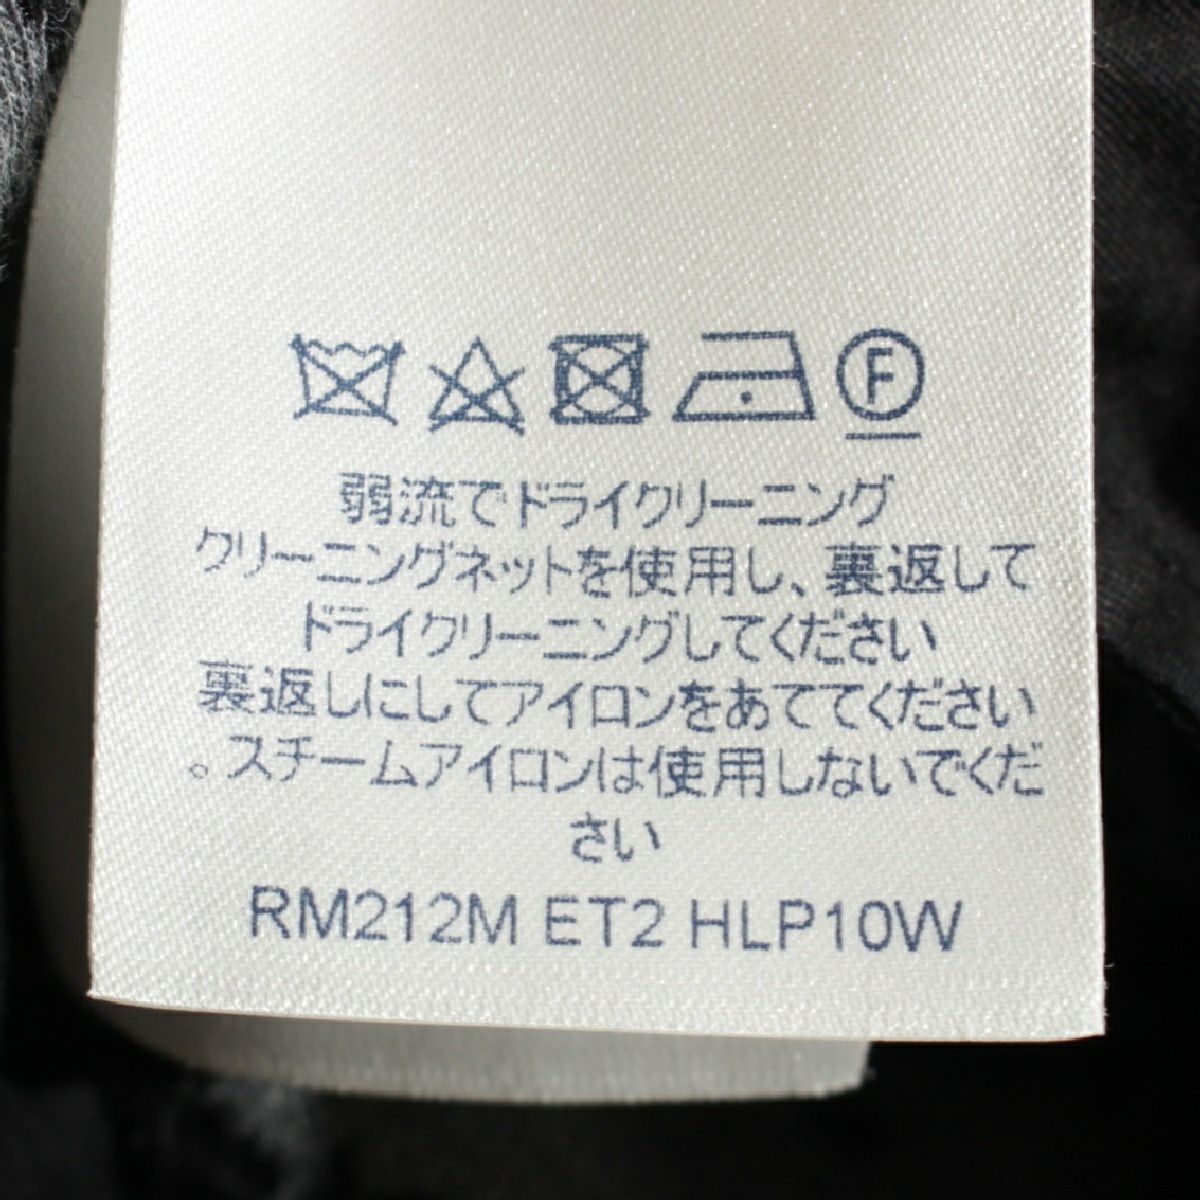 F
弱流でドライクリーニング
クリーニングネットを使用し、裏返して
ドライクリーニングしてください
裏返しにしてアイロンをあててください
。スチームアイロンは使用しないでくだ
さい
RM212M ET2 HLP10W